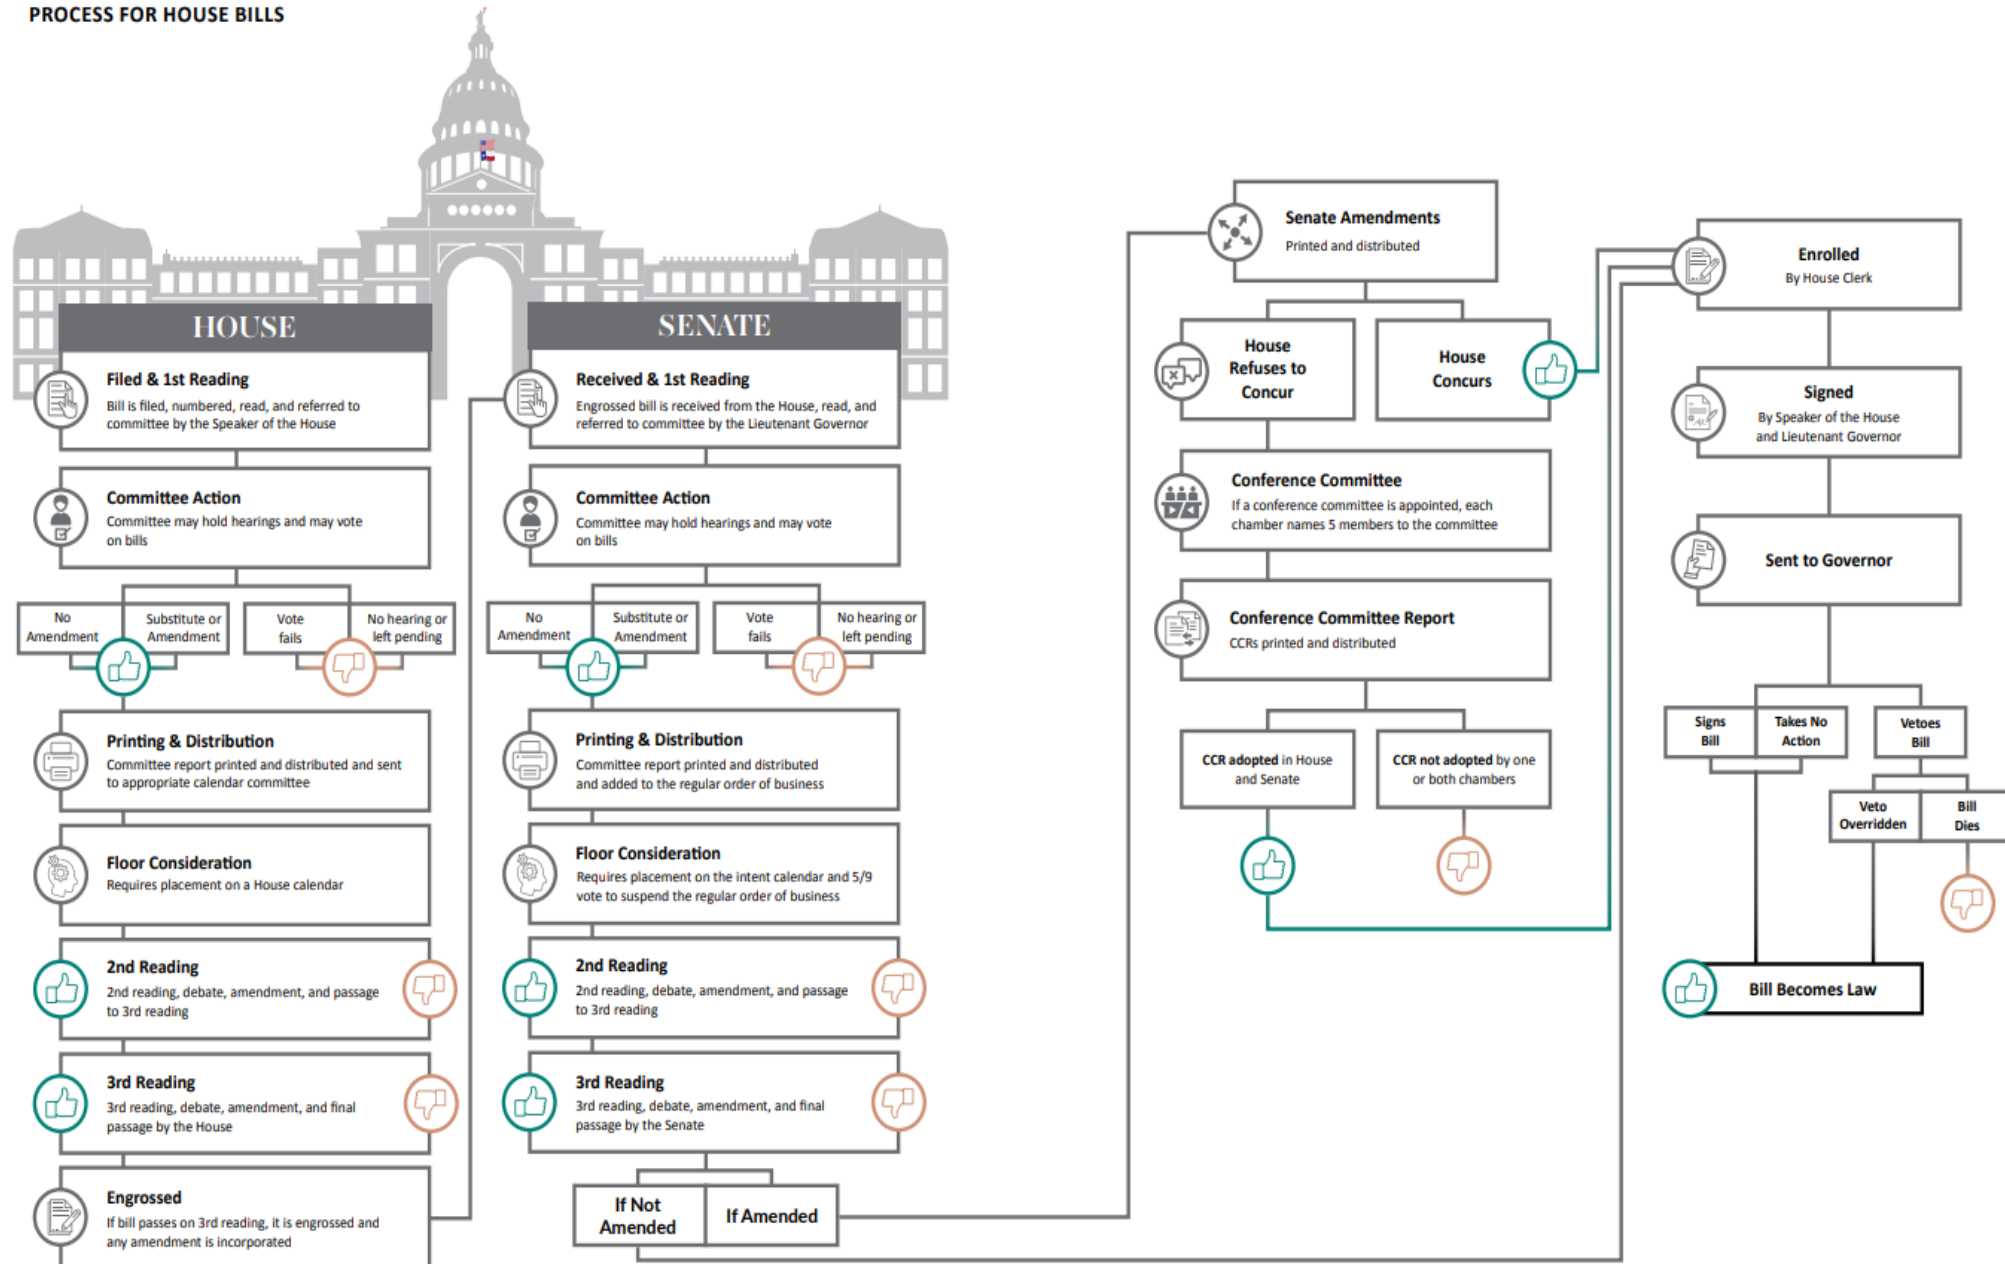 PROCESS FOR HOUSE BILLS
HOUSE
Filed & 1st Reading
Bill is filed, numbered, read, and referred to
committee by the Speaker of the House
Committee Action
Committee may hold hearings and may vote
on bills
No
Amendment
Substitute or
Amendment
Vote
fails
No hearing or
left pending
Printing & Distribution
Committee report printed and distributed and sent
to appropriate calendar committee
Floor Consideration
Requires placement on a House calendar
2nd Reading
2nd reading, debate, amendment, and passage
to 3rd reading
3rd Reading
3rd reading, debate, amendment, and final
passage by the House
Engrossed
If bill passes on 3rd reading, it is engrossed and
any amendment is incorporated
SENATE
Received & 1st Reading
Engrossed bill is received from the House, read, and
referred to committee by the Lieutenant Governor
Committee Action
Committee may hold hearings and may vote
on bills
No
Amendment
Substitute or
Amendment
Vote
fails
No hearing or
left pending
Printing & Distribution
Committee report printed and distributed
and added to the regular order of business
Floor Consideration
Requires placement on the intent calendar and 5/9
vote to suspend the regular order of business
2nd Reading
2nd reading, debate, amendment, and passage
to 3rd reading
3rd Reading
3rd reading, debate, amendment, and final
passage by the Senate
If Not
Amended
If Amended
Senate Amendments
Printed and distributed
House
Refuses to
Concur
House
Concurs
Conference Committee
If a conference committee is appointed, each
chamber names 5 members to the committee
Conference Committee Report
CCRs printed and distributed
CCR adopted in House
and Senate
CCR not adopted by one
or both chambers
Enrolled
By House Clerk
Signed
By Speaker of the House
and Lieutenant Governor
Sent to Governor
Signs
Bill
Takes No
Action
Vetoes
Bill
Veto
Overridden
Bill
Dies
Bill Becomes Law